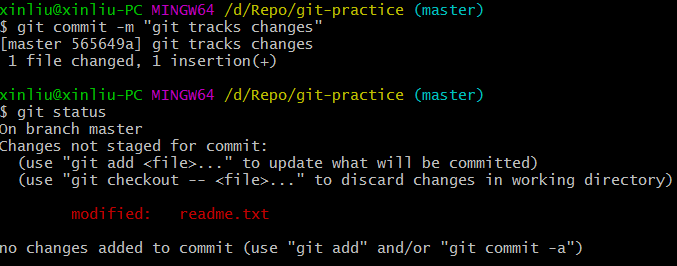 xinliu@xinliu-PC MINGW64 /d/Repo/git-practice (master)
$ git commit -m "git tracks changes"
[master 565649a] git tracks changes
 1 file changed, 1 insertion(+)

xinliu@xinliu-PC MINGW64 /d/Repo/git-practice (master)
$ git status
On branch master
Changes not staged for commit:
  (use "git add <file>..." to update what will be committed)
  (use "git checkout -- <file>..." to discard changes in working directory)

        modified:   readme.txt

no changes added to commit (use "git add" and/or "git commit -a")